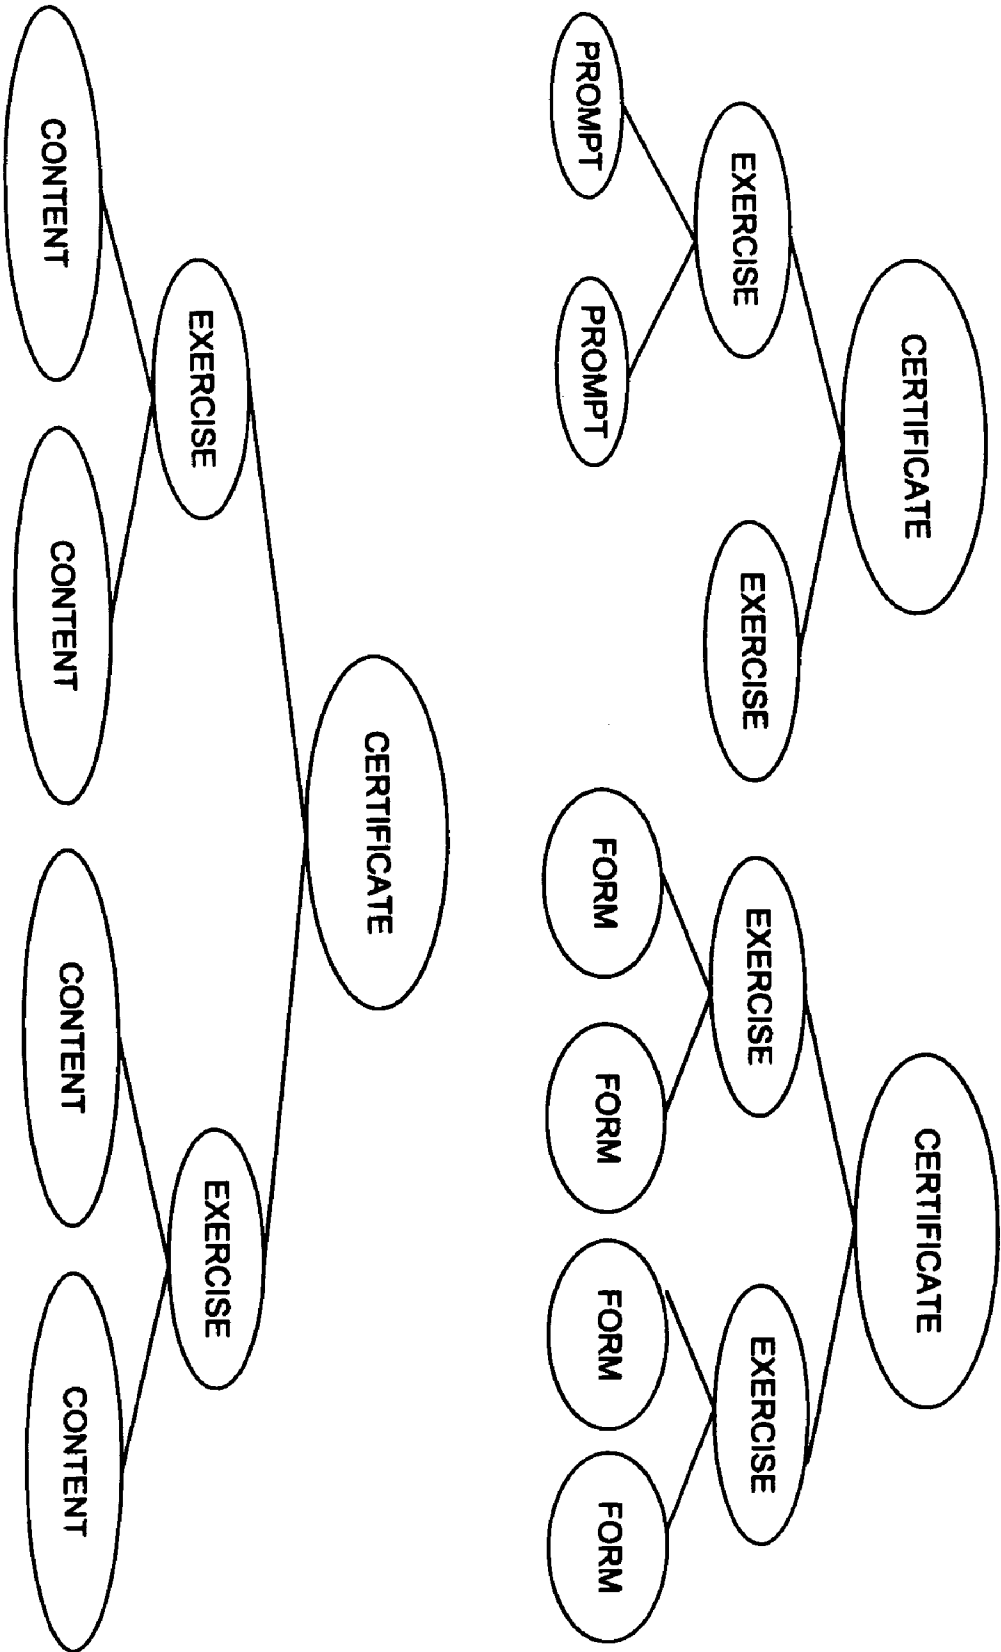 CERTIFICATE
CERTIFICATE
EXERCISE
EXERCISE
EXERCISE
EXERCISE
PROMPT
PROMPT
FORM
FORM
FORM
FORM
CERTIFICATE
EXERCISE
EXERCISE
CONTENT
CONTENT
CONTENT
CONTENT